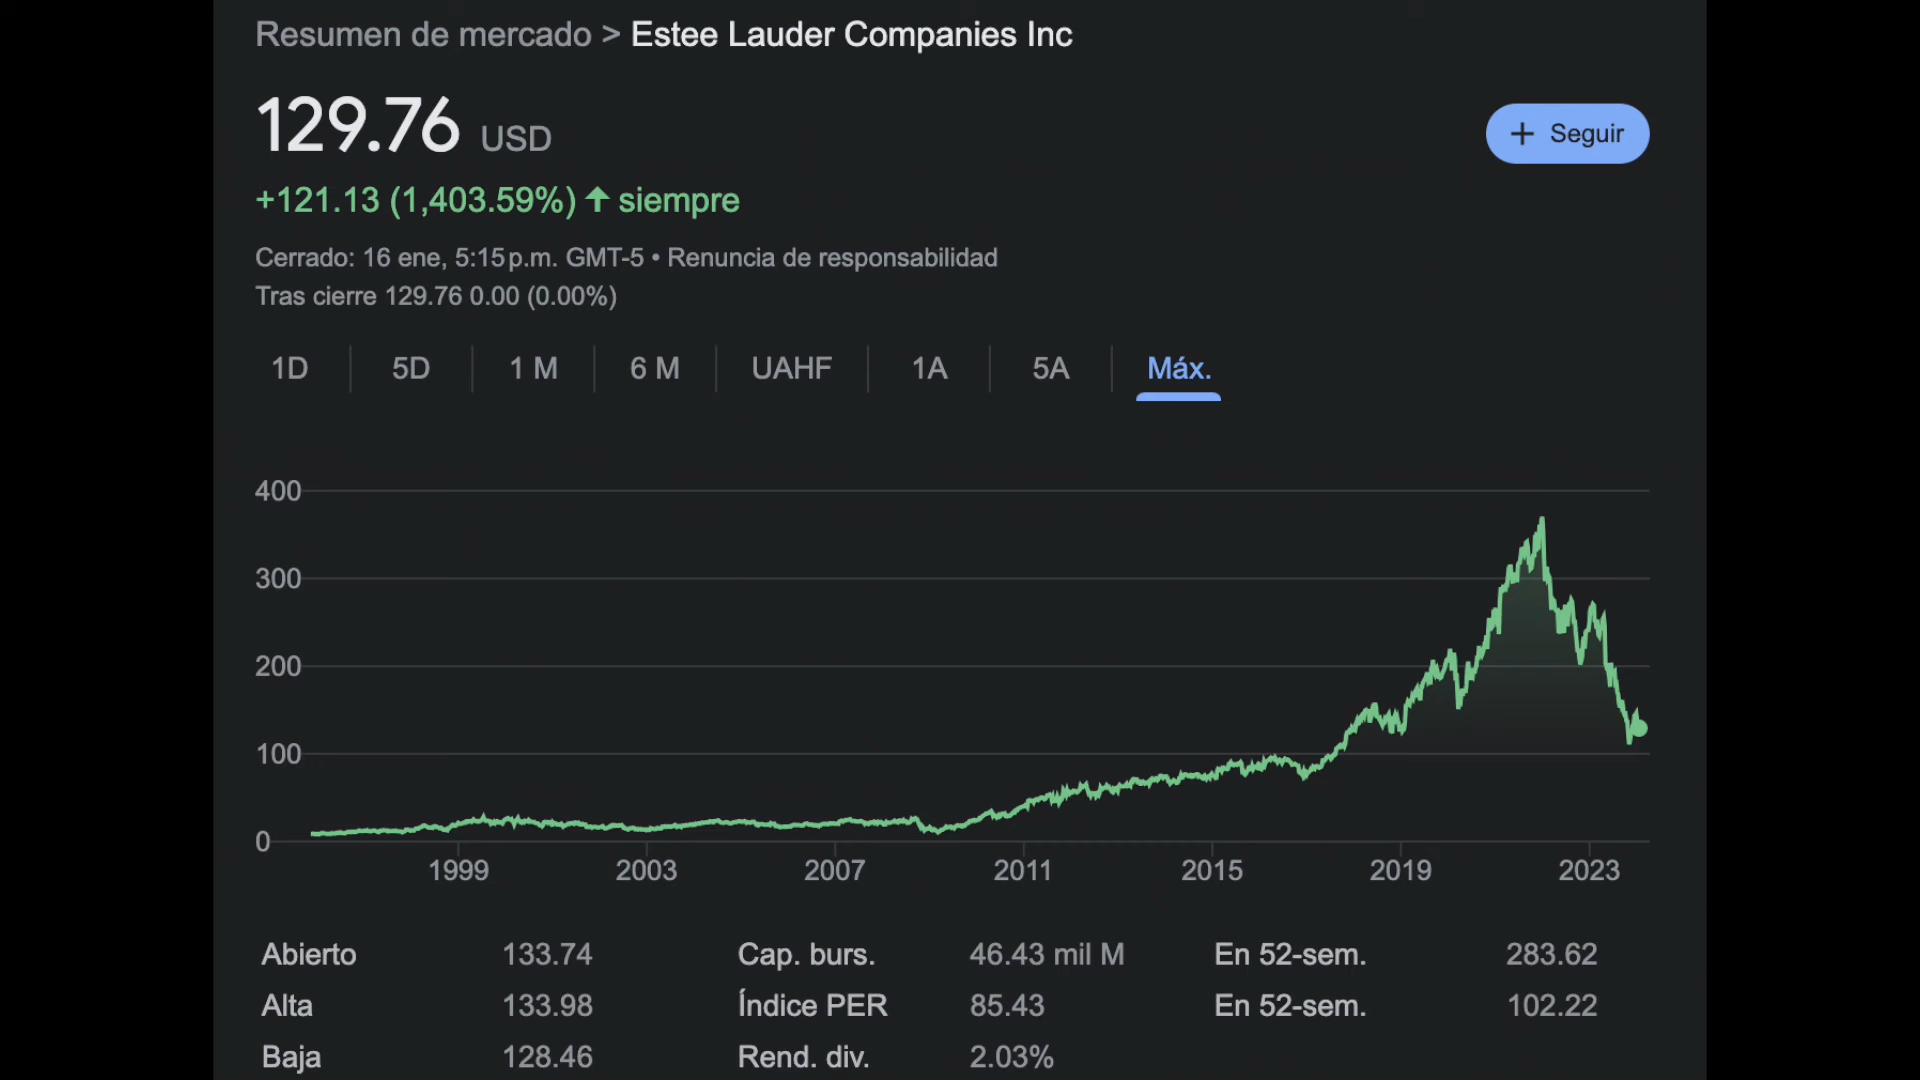 Resumen de mercado > Estee Lauder Companies Inc
129.76 USD
+ Seguir
+121.13 (1,403.59%) ↑ siempre
Cerrado: 16 ene, 5:15 p.m. GMT-5 • Renuncia de responsabilidad
Tras cierre 129.76 0.00 (0.00%)
1D 5D 1 M 6 M UAHF 1A 5A Máx.
400
300
200
100
0
1999 2003 2007 2011 2015 2019 2023
Abierto 133.74 Cap. burs. 46.43 mil M En 52-sem. 283.62
Alta 133.98 Índice PER 85.43 En 52-sem. 102.22
Baja 128.46 Rend. div. 2.03%